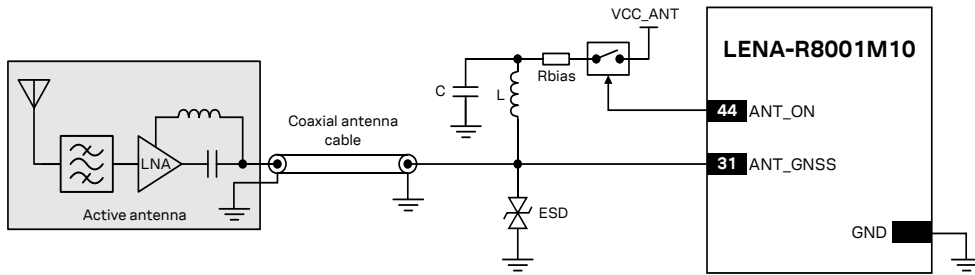 VCC_ANT
LENA-R8001M10
Rbias
C
L
44 ANT_ON
Coaxial antenna
cable
LNA
31 ANT_GNSS
Active antenna
ESD
GND